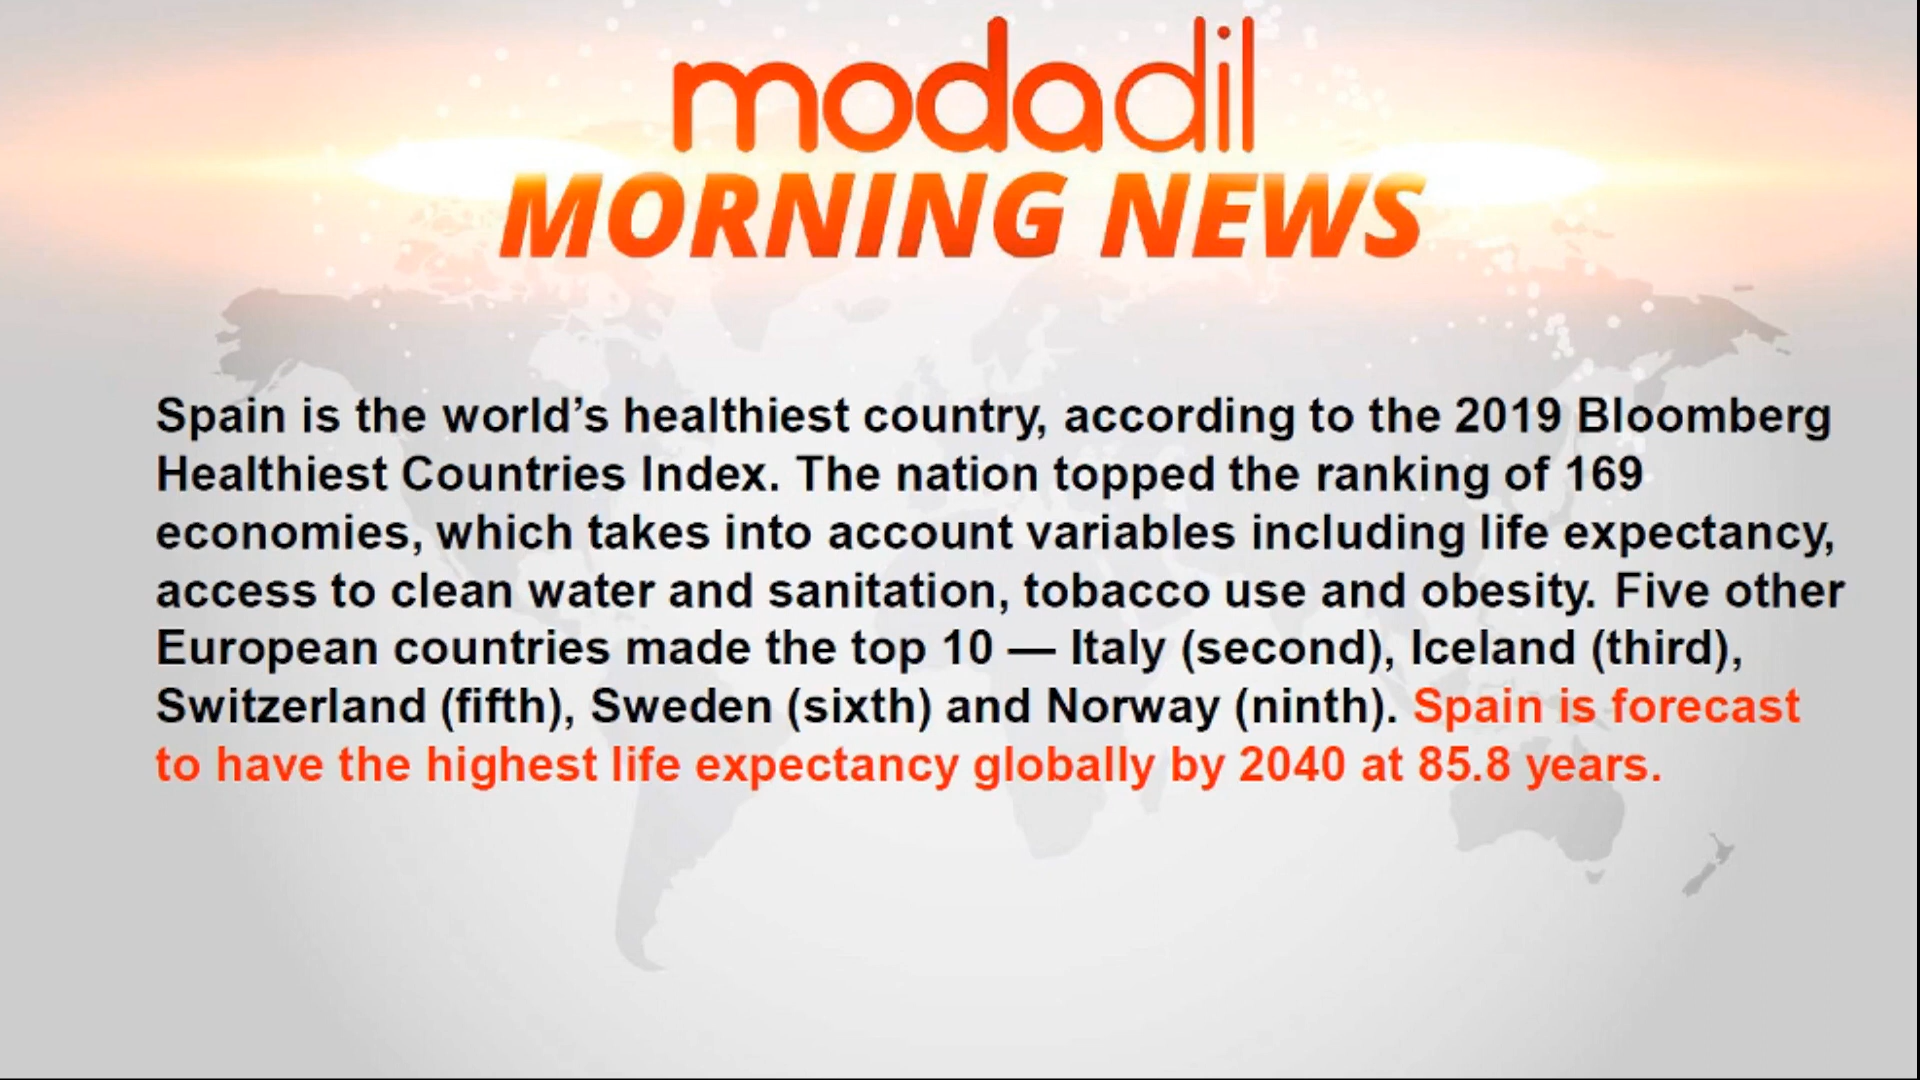 modadil
MORNING NEWS
Spain is the world’s healthiest country, according to the 2019 Bloomberg
Healthiest Countries Index. The nation topped the ranking of 169
economies, which takes into account variables including life expectancy,
access to clean water and sanitation, tobacco use and obesity. Five other
European countries made the top 10 — Italy (second), Iceland (third),
Switzerland (fifth), Sweden (sixth) and Norway (ninth). Spain is forecast
to have the highest life expectancy globally by 2040 at 85.8 years.